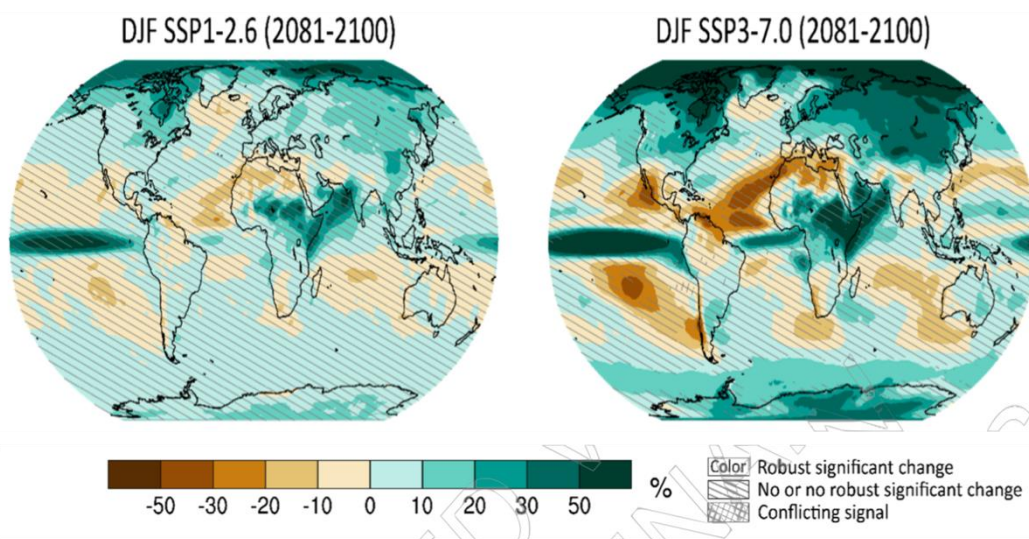 DJF SSP1-2.6 (2081-2100)
DJF SSP3-7.0 (2081-2100)
-50 -30 -20 -10 0 10 20 30 50 %
Color Robust significant change
No or no robust significant change
Conflicting signal